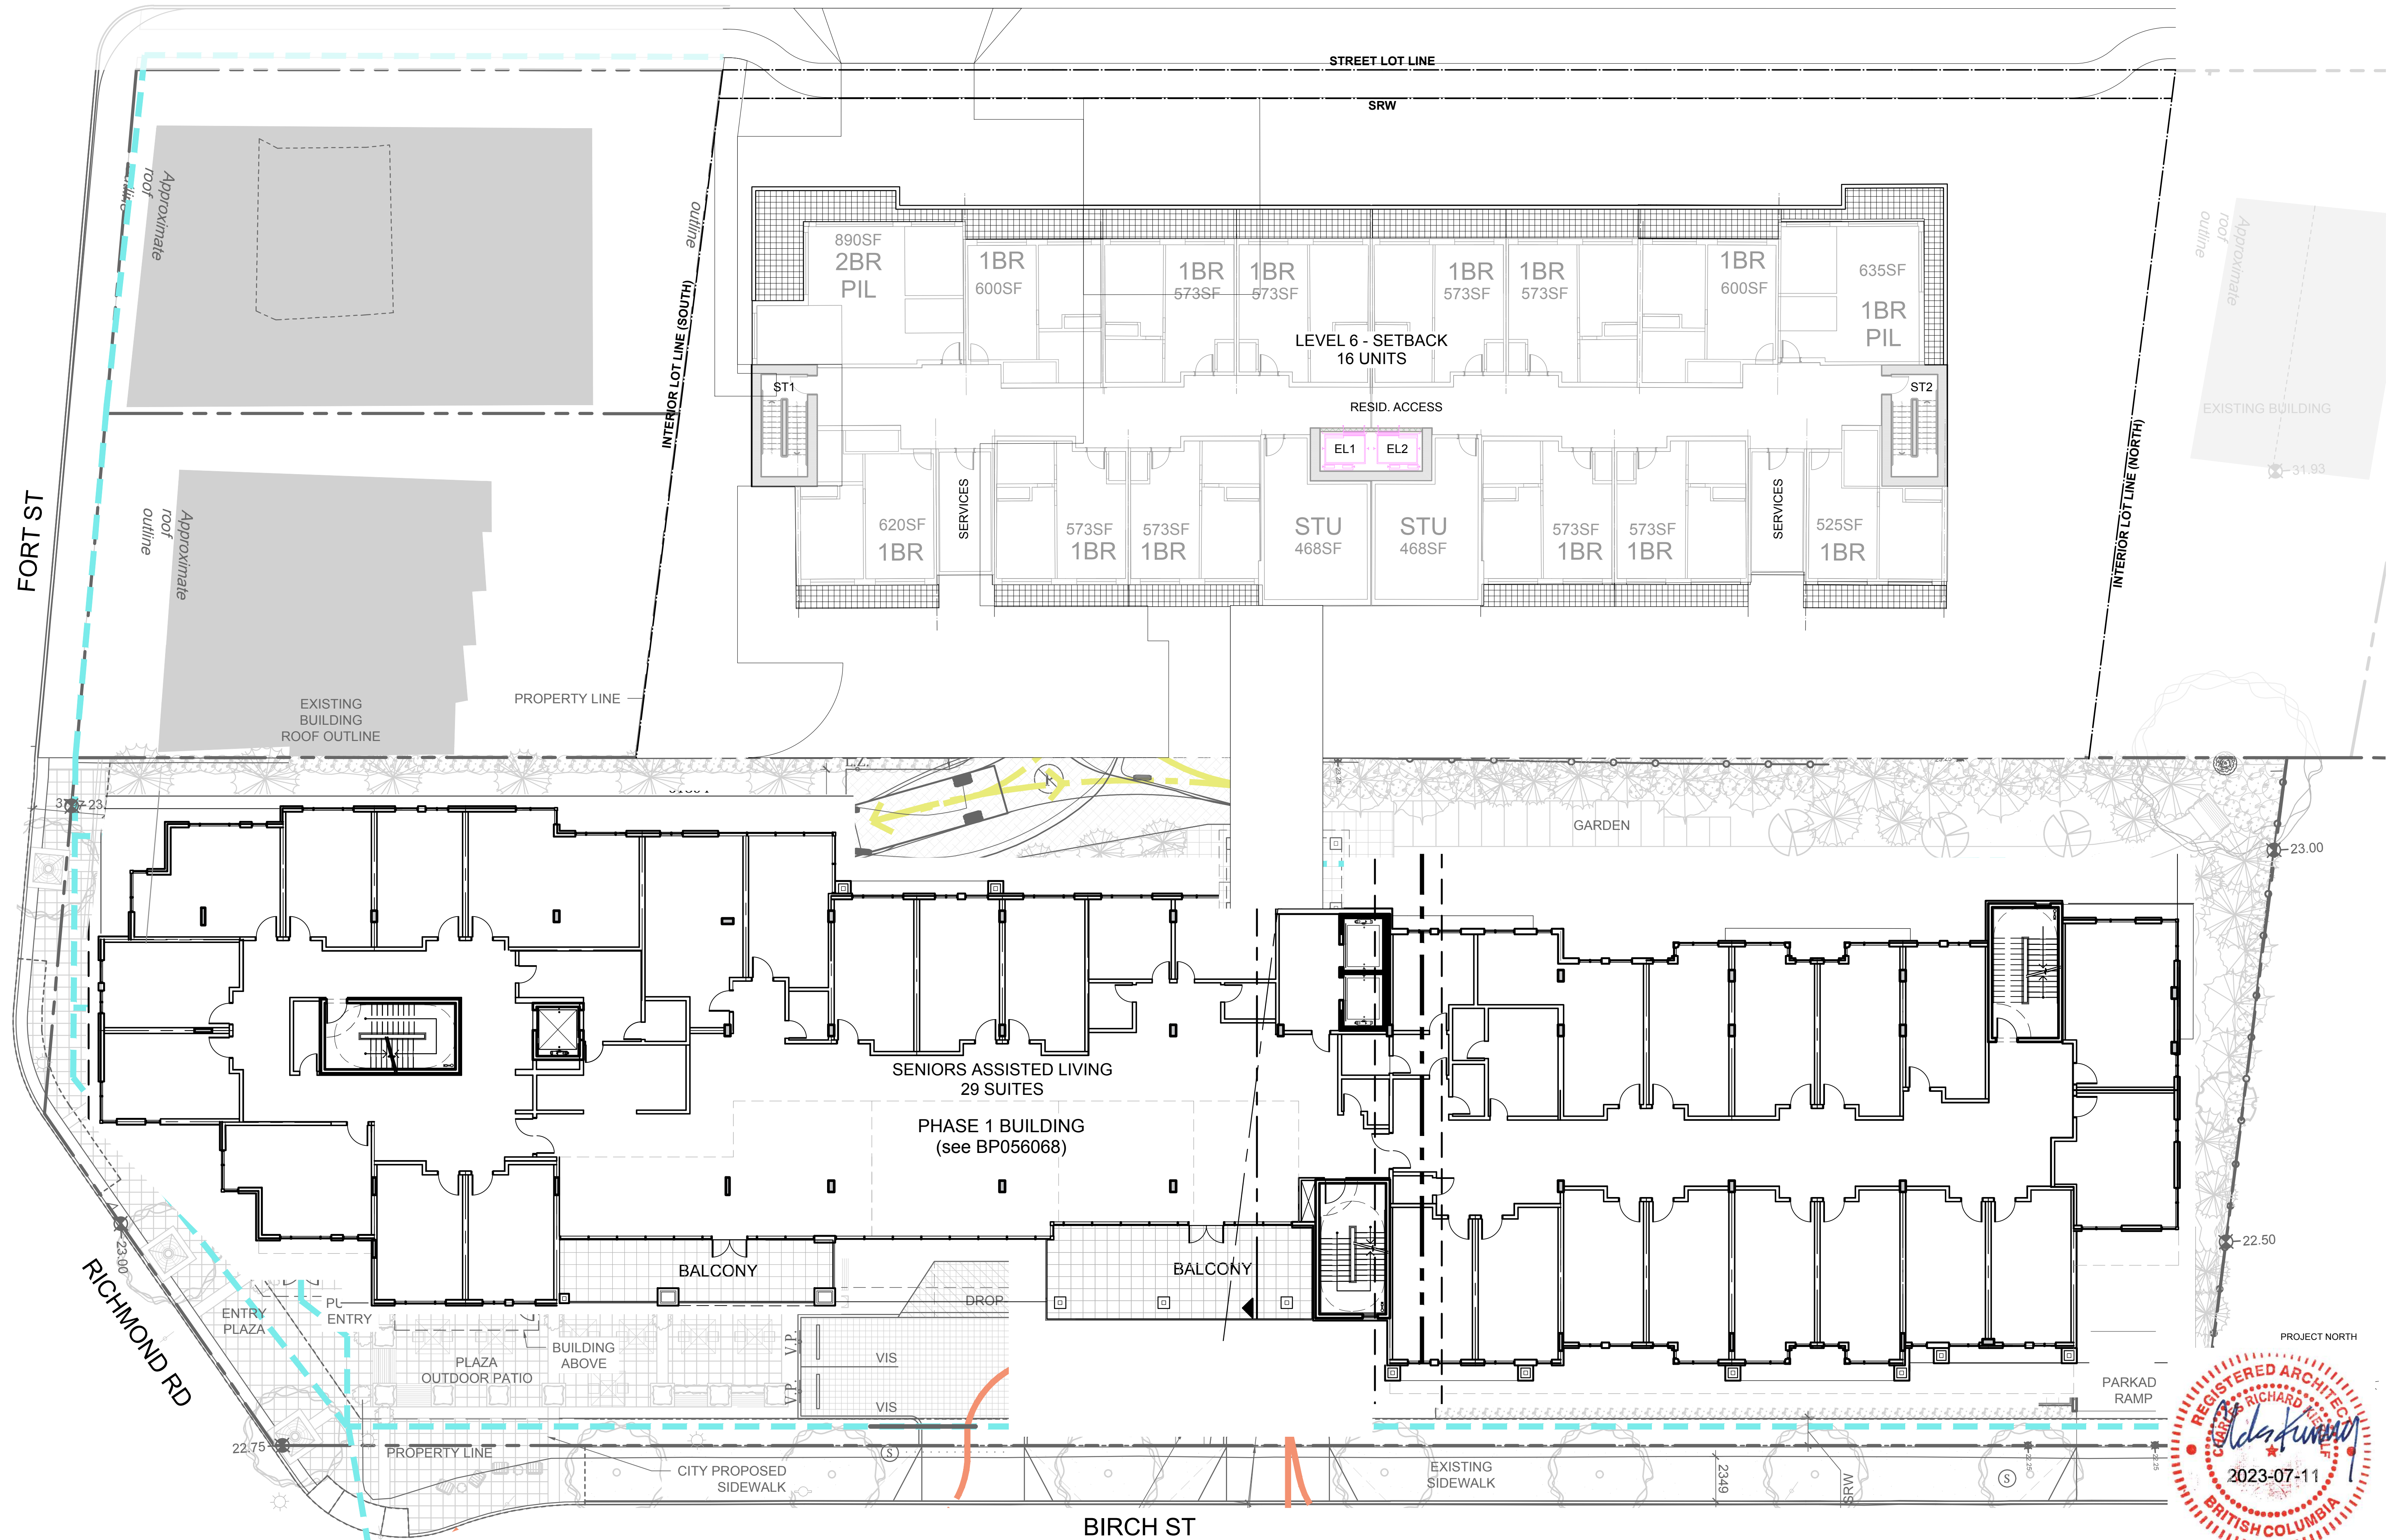 STREET LOT LINE
SRW
Approximate
roof
outline
INTERIOR LOT LINE (SOUTH)
890SF
2BR
PIL
1BR
600SF
1BR
573SF
1BR
573SF
1BR
573SF
1BR
573SF
1BR
600SF
635SF
1BR
PIL
LEVEL 6 - SETBACK
16 UNITS
Approximate
roof
outline
ST1
RESID. ACCESS
ST2
EL1
EL2
EXISTING BUILDING
31.93
INTERIOR LOT LINE (NORTH)
FORT ST
Approximate
roof
outline
620SF
1BR
SERVICES
573SF
1BR
573SF
1BR
STU
468SF
STU
468SF
573SF
1BR
573SF
1BR
SERVICES
525SF
1BR
EXISTING
BUILDING
ROOF OUTLINE
PROPERTY LINE
GARDEN
23.00
SENIORS ASSISTED LIVING
29 SUITES
PHASE 1 BUILDING
(see BP056068)
23.00
22.50
BALCONY
BALCONY
RICHMOND RD
ENTRY
PLAZA
ENTRY
DROP
BUILDING
ABOVE
PLAZA
OUTDOOR PATIO
V.P.
VIS
V.P.
VIS
PROJECT NORTH
PARKAD
RAMP
22.75
PROPERTY LINE
S
CITY PROPOSED
SIDEWALK
EXISTING
SIDEWALK
2349
SRW
22.25
S
22.25
REGISTERED ARCHITECT
RICHARD
2023-07-11
BRITISH COLUMBIA
BIRCH ST